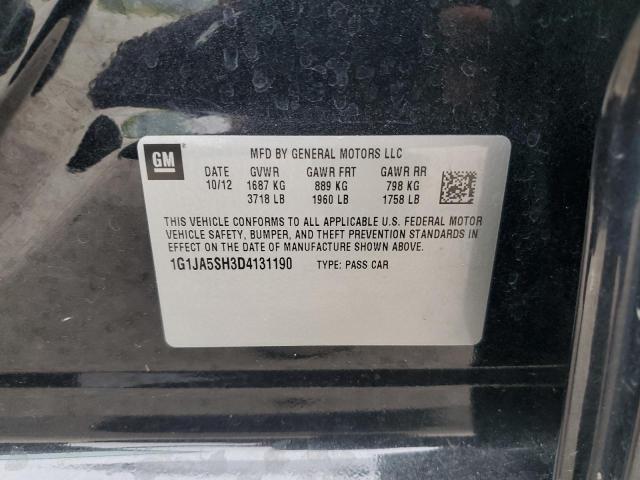 GM ®
MFD BY GENERAL MOTORS LLC
DATE GVWR GAWR FRT GAWR RR
10/12 1687 KG 889 KG 798 KG
3718 LB 1960 LB 1758 LB
THIS VEHICLE CONFORMS TO ALL APPLICABLE U.S. FEDERAL MOTOR
VEHICLE SAFETY, BUMPER, AND THEFT PREVENTION STANDARDS IN
EFFECT ON THE DATE OF MANUFACTURE SHOWN ABOVE.
1G1JA5SH3D4131190 TYPE: PASS CAR